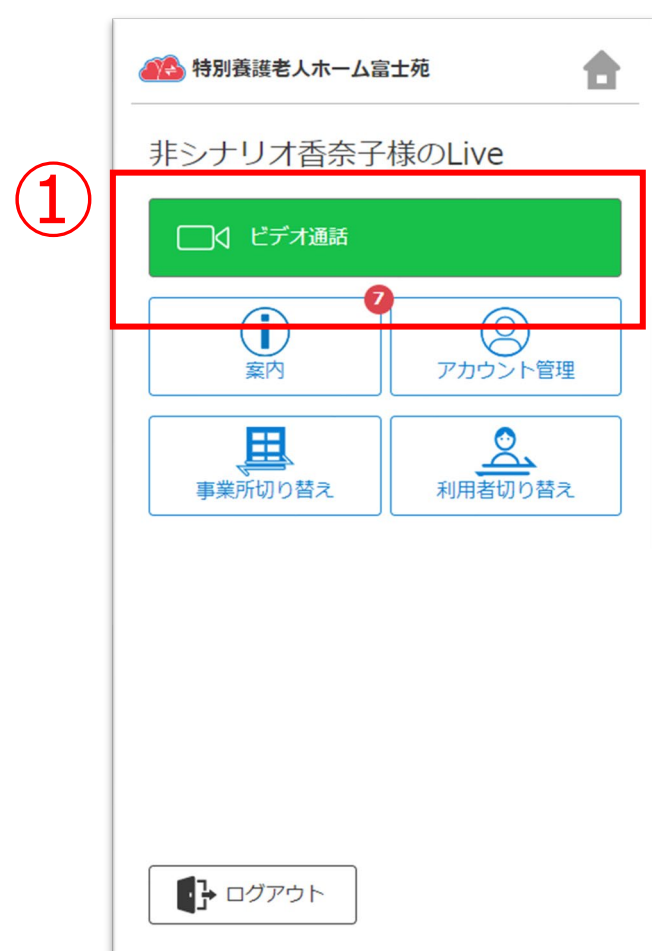 特別養護老人ホーム富士苑
非シナリオ香奈子様のLive
①
ビデオ通話
7
案内
アカウント管理
事業所切り替え
利用者切り替え
ログアウト